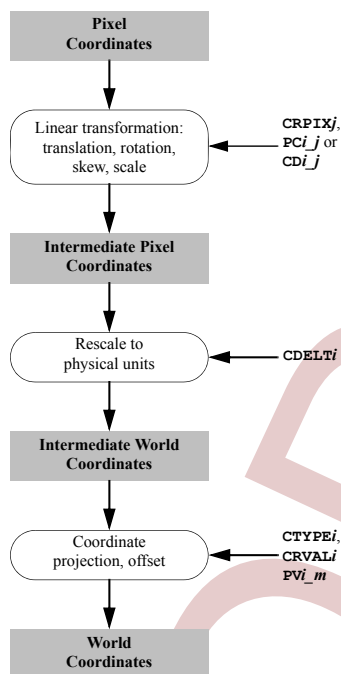 Pixel
Coordinates
Linear transformation:
translation, rotation,
skew, scale
CRPIXj,
PCi_j or
CDi_j
Intermediate Pixel
Coordinates
Rescale to
physical units
CDELTi
Intermediate World
Coordinates
Coordinate
projection, offset
CTYPEi,
CRVALi
PVi_m
World
Coordinates